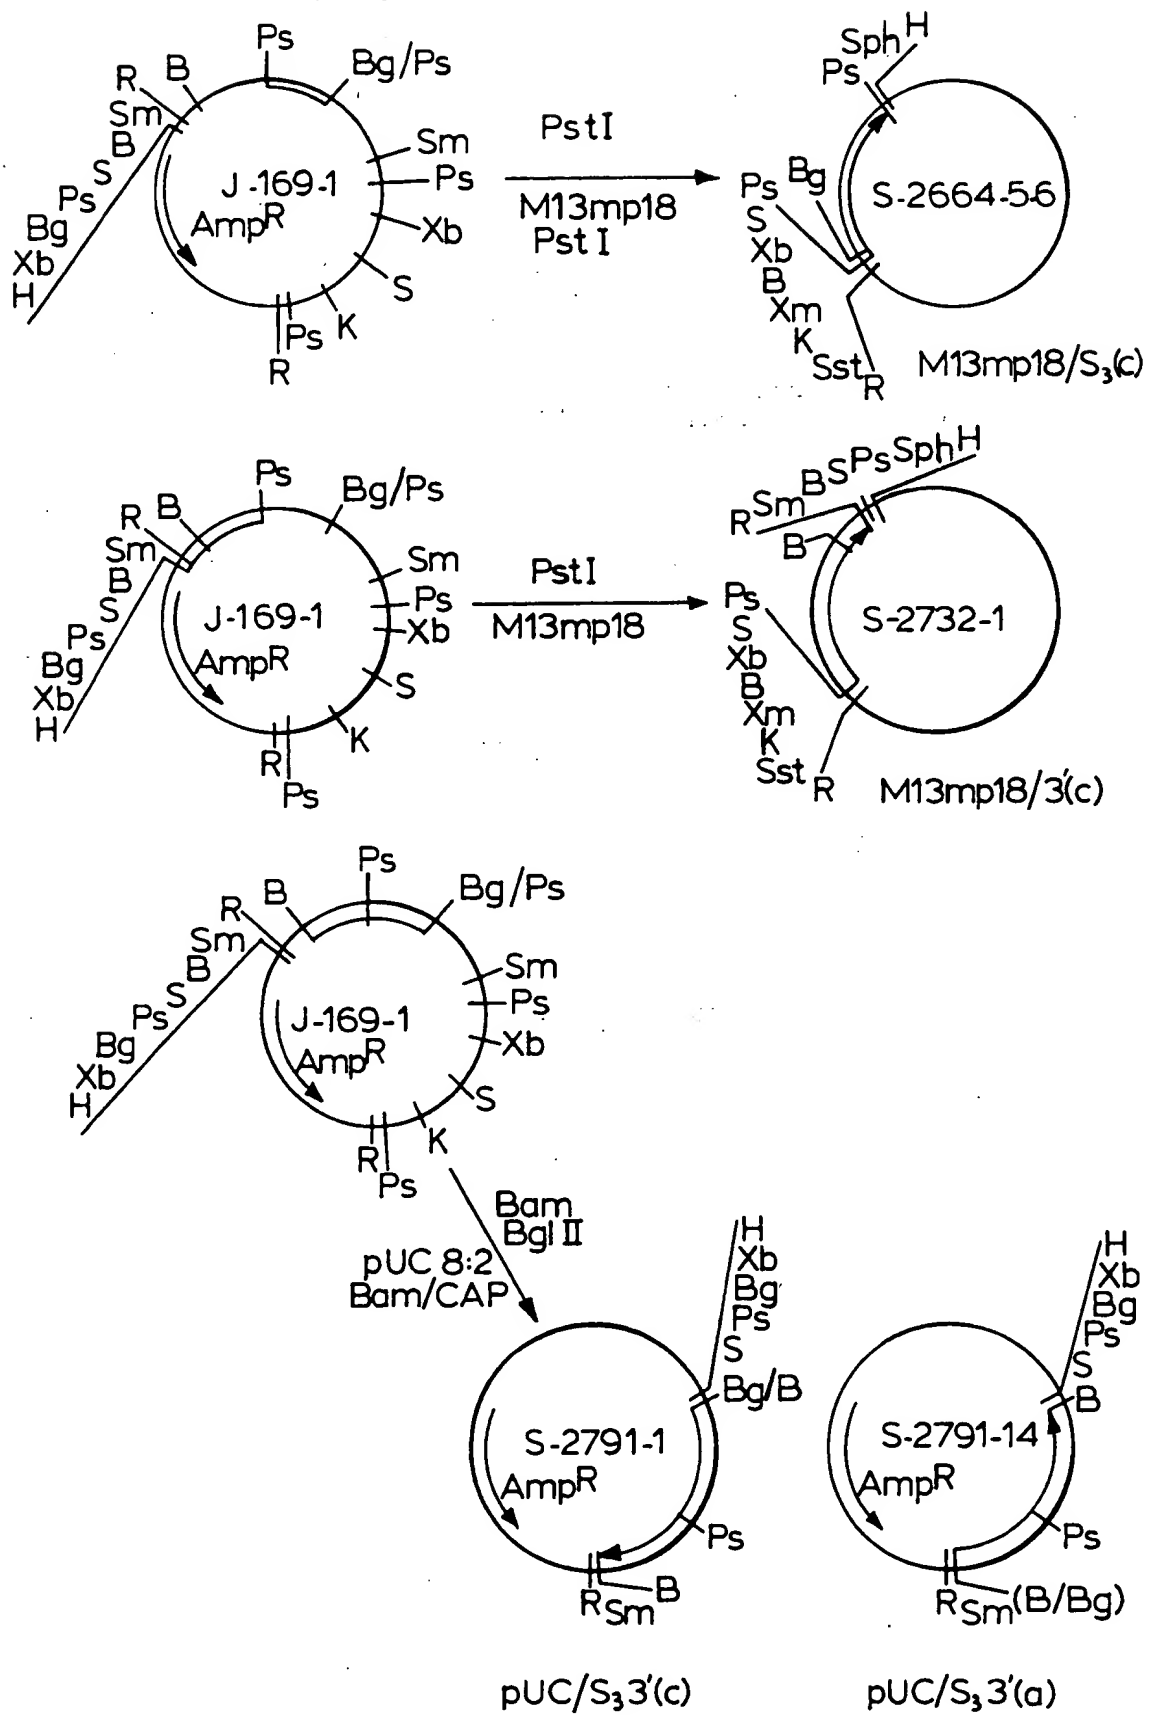 Ps
Bg/Ps
B
R
Sm
B
S
Ps
Bg
Xb
H
J-169-1
AmpR
Sm
Ps
Xb
S
K
Ps
R
PstI
M13mp18
PstI
H
Sph
Ps
Bg
Ps
S
Xb
B
Xm
K
Sst
R
S-2664-5-6
M13mp18/S₃(c)
Ps
Bg/Ps
B
R
Sm
B
S
Ps
Bg
Xb
H
J-169-1
AmpR
Sm
Ps
Xb
S
K
R
Ps
PstI
M13mp18
H
Sph
Ps
S
B
Sm
R
B
Ps
S
Xb
B
Xm
K
Sst
R
S-2732-1
M13mp18/3'(c)
Ps
Bg/Ps
B
R
Sm
B
S
Ps
Bg
Xb
H
J-169-1
AmpR
Sm
Ps
Xb
S
K
R
Ps
Bam
Bgl II
pUC 8:2
Bam/CAP
H
Xb
Bg
Ps
S
Bg/B
S-2791-1
AmpR
Ps
B
R
Sm
pUC/S₃ 3'(c)
H
Xb
Bg
Ps
S
B
S-2791-14
AmpR
Ps
R
Sm
(B/Bg)
pUC/S₃ 3'(a)